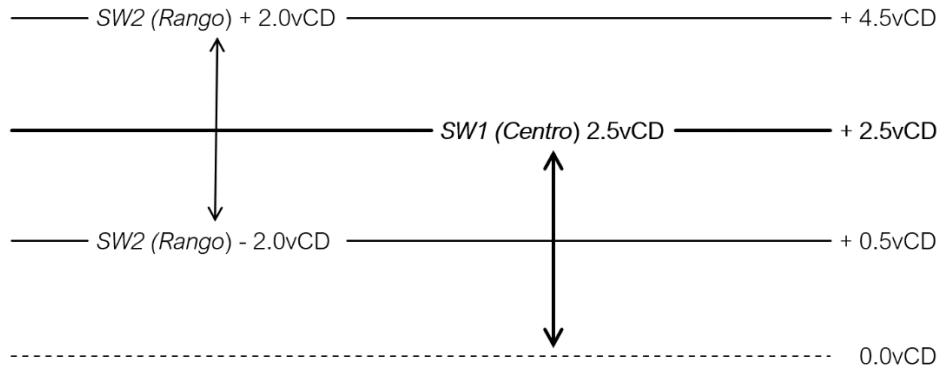 SW2 (Rango) + 2.0vCD + 4.5vCD
SW1 (Centro) 2.5vCD + 2.5vCD
SW2 (Rango) - 2.0vCD + 0.5vCD
0.0vCD